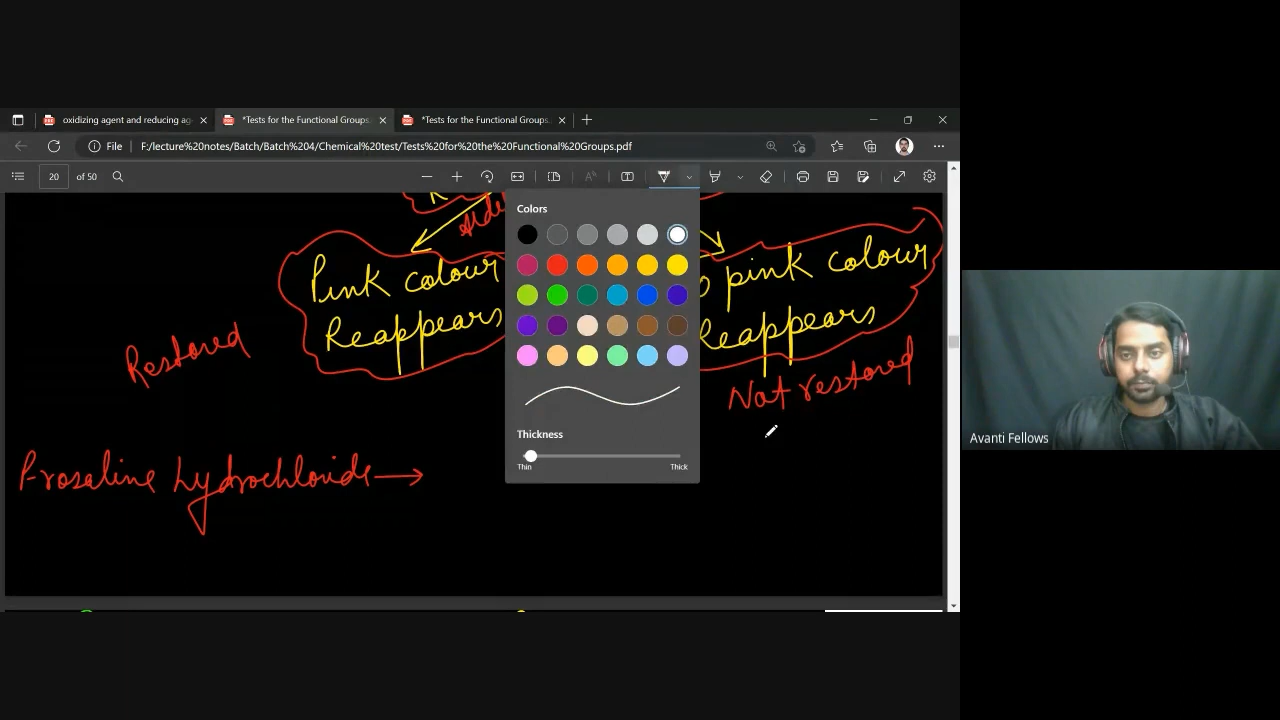 oxidizing agent and reducing ag
*Tests for the Functional Groups
*Tests for the Functional Groups.
File
F:/lecture%20notes/Batch/Batch%204/Chemical%20test/Tests%20for%20the%20Functional%20Groups.pdf
20 of 50
R
Alde
Colors
Pink colour
Reappears
pink colour
Reappears
Restored
Not restored
Thickness
Thin
Thick
P-rosaline hydrochloride →
Avanti Fellows